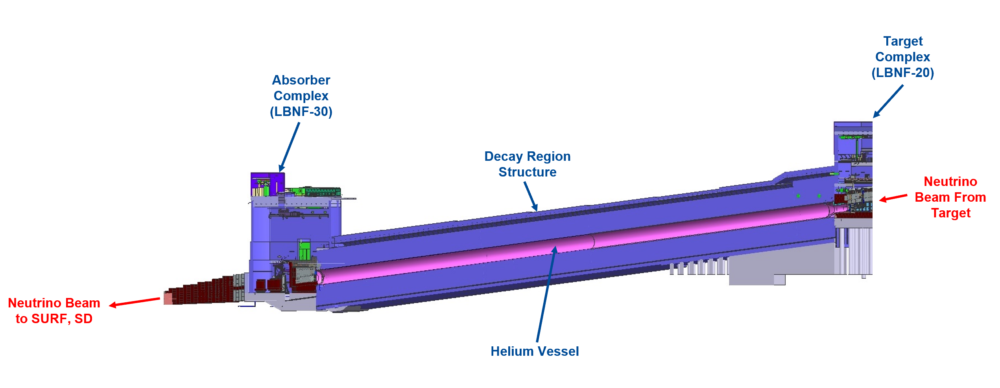 Target
Complex
(LBNF-20)
Absorber
Complex
(LBNF-30)
Decay Region
Structure
Neutrino
Beam From
Target
Neutrino Beam
to SURF, SD
Helium Vessel